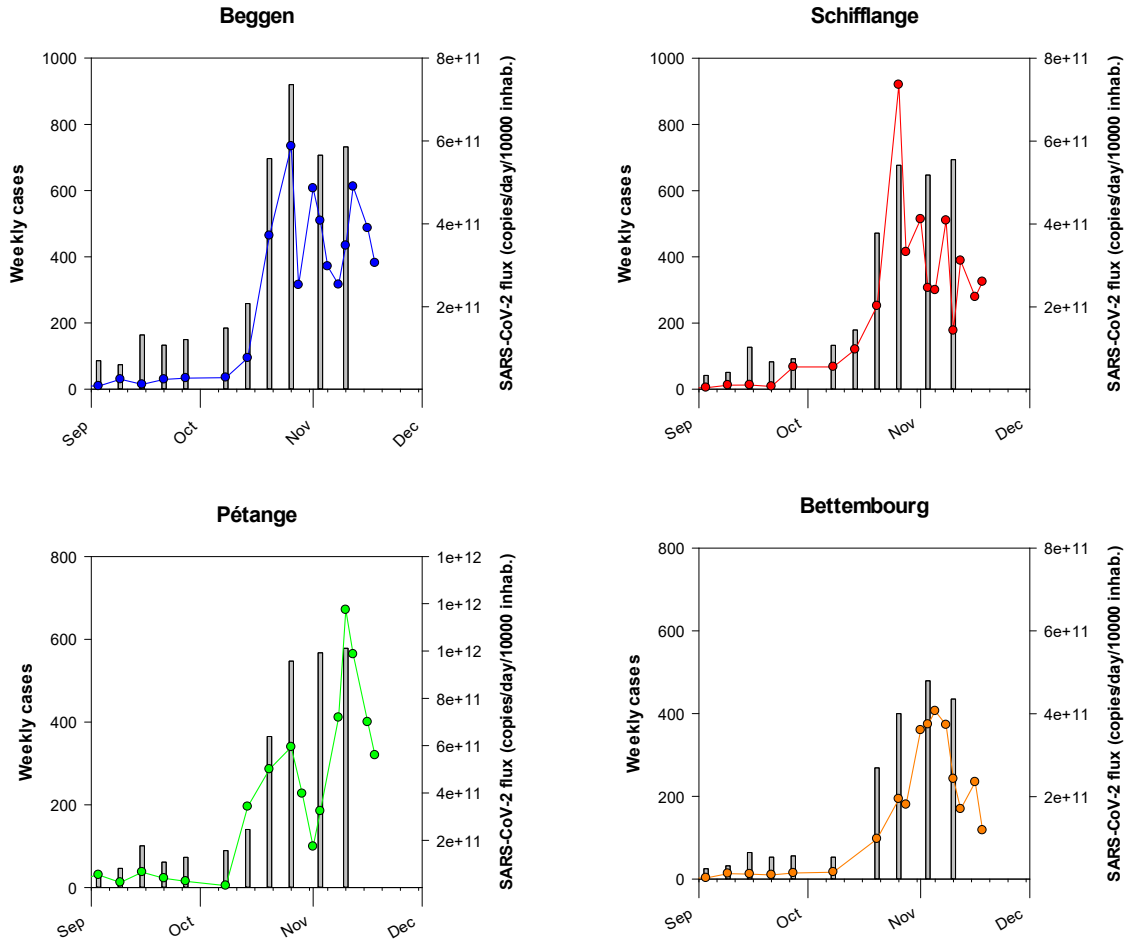 Beggen
1000
800
600
400
200
0
Weekly cases
8e+11
6e+11
4e+11
2e+11
SARS-CoV-2 flux (copies/day/10000 inhab.)
Sep
Oct
Nov
Dec
Schifflange
1000
800
600
400
200
0
Weekly cases
8e+11
6e+11
4e+11
2e+11
SARS-CoV-2 flux (copies/day/10000 inhab.)
Sep
Oct
Nov
Dec
Pétange
800
600
400
200
0
Weekly cases
1e+12
1e+12
1e+12
8e+11
6e+11
4e+11
2e+11
SARS-CoV-2 flux (copies/day/10000 inhab.)
Sep
Oct
Nov
Dec
Bettembourg
800
600
400
200
0
Weekly cases
8e+11
6e+11
4e+11
2e+11
SARS-CoV-2 flux (copies/day/10000 inhab.)
Sep
Oct
Nov
Dec